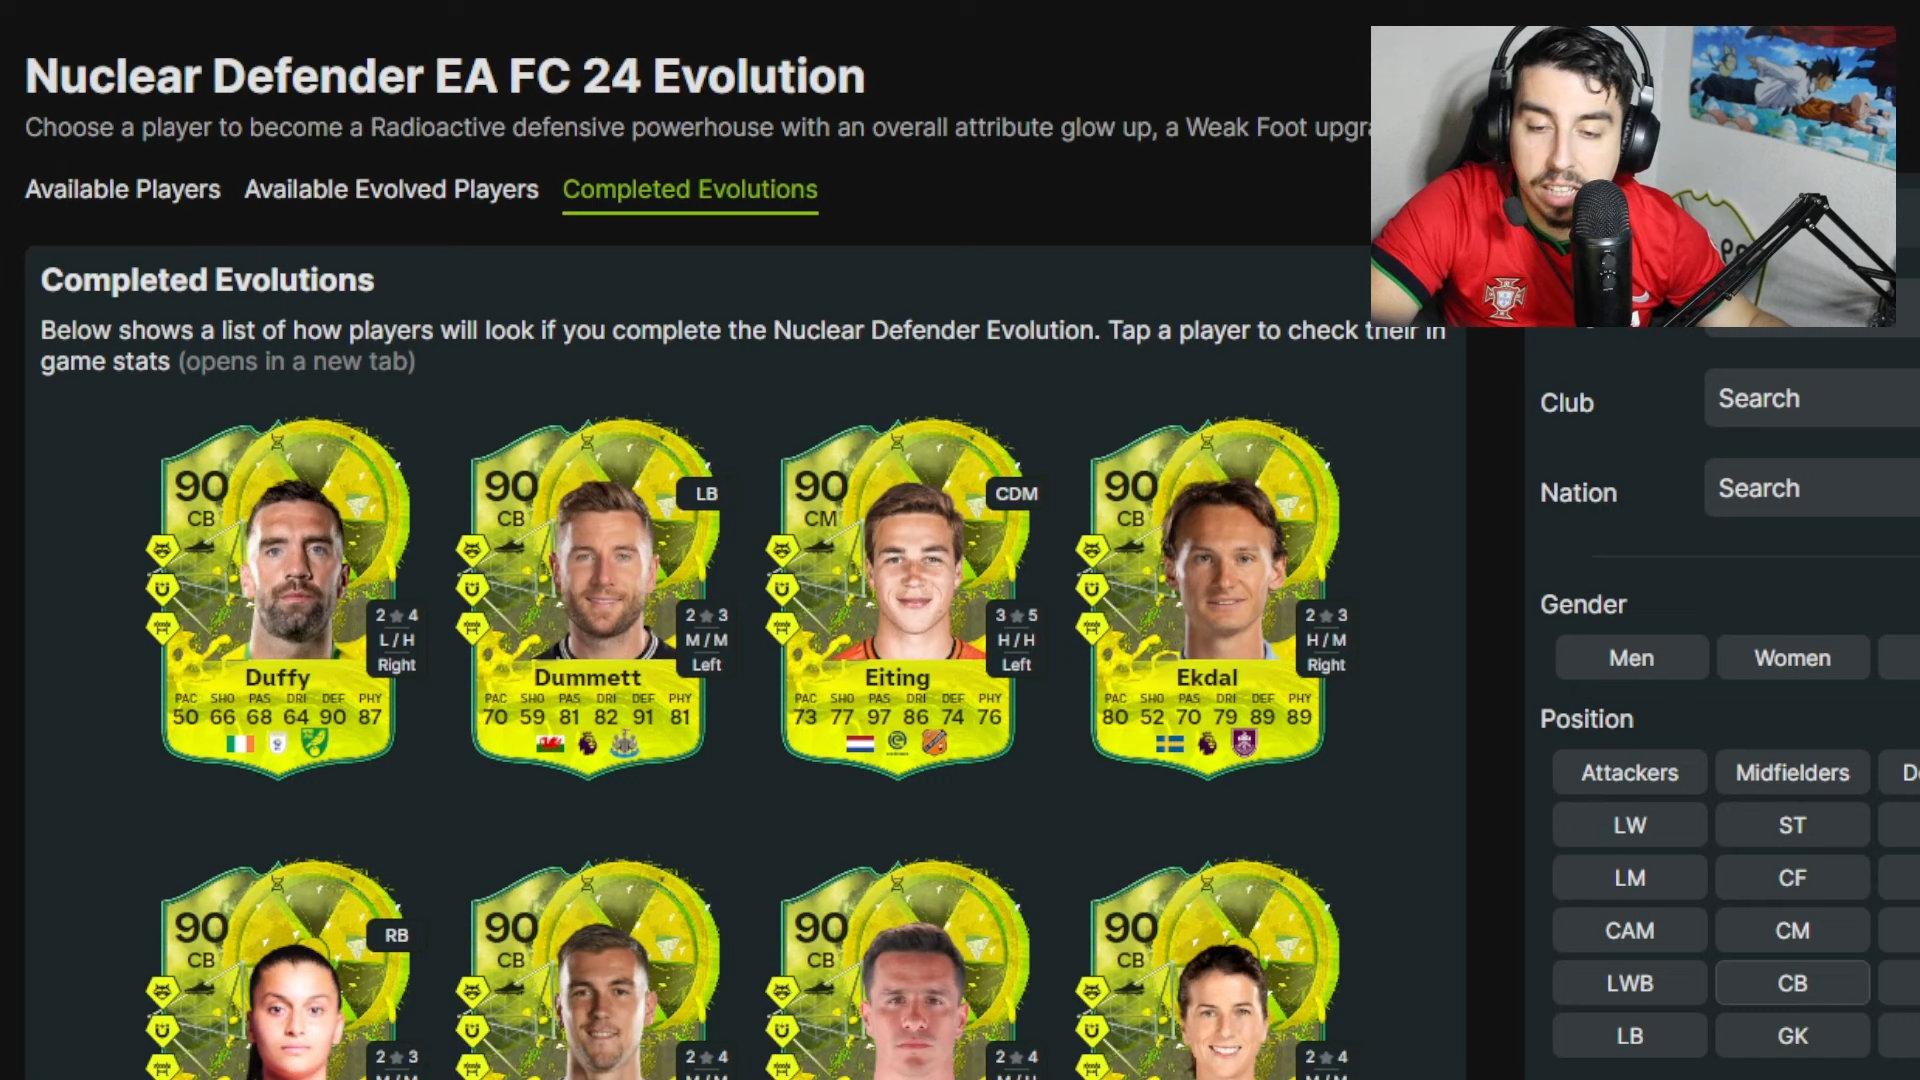 Nuclear Defender EA FC 24 Evolution
Choose a player to become a Radioactive defensive powerhouse with an overall attribute glow up, a Weak Foot
Available Players Available Evolved Players Completed Evolutions
Completed Evolutions
Below shows a list of how players will look if you complete the Nuclear Defender Evolution. Tap a player to check their in
game stats (opens in a new tab)
90
CB
2 ★ 4
L / H
Right
Duffy
PAC SHO PAS DRI DEF PHY
50 66 68 64 90 87
90
CB
LB
2 ★ 3
M / M
Left
Dummett
PAC SHO PAS DRI DEF PHY
70 59 81 82 91 81
90
CM
CDM
3 ★ 5
H / H
Left
Eiting
PAC SHO PAS DRI DEF PHY
73 77 97 86 74 76
90
CB
2 ★ 3
H / M
Right
Ekdal
PAC SHO PAS DRI DEF PHY
80 52 70 79 89 89
90
CB
RB
2 ★ 3
90
CB
2 ★ 4
90
CB
2 ★ 4
90
CB
2 ★ 4
Club
Search
Nation
Search
Gender
Men Women
Position
Attackers Midfielders
LW ST
LM CF
CAM CM
LWB CB
LB GK